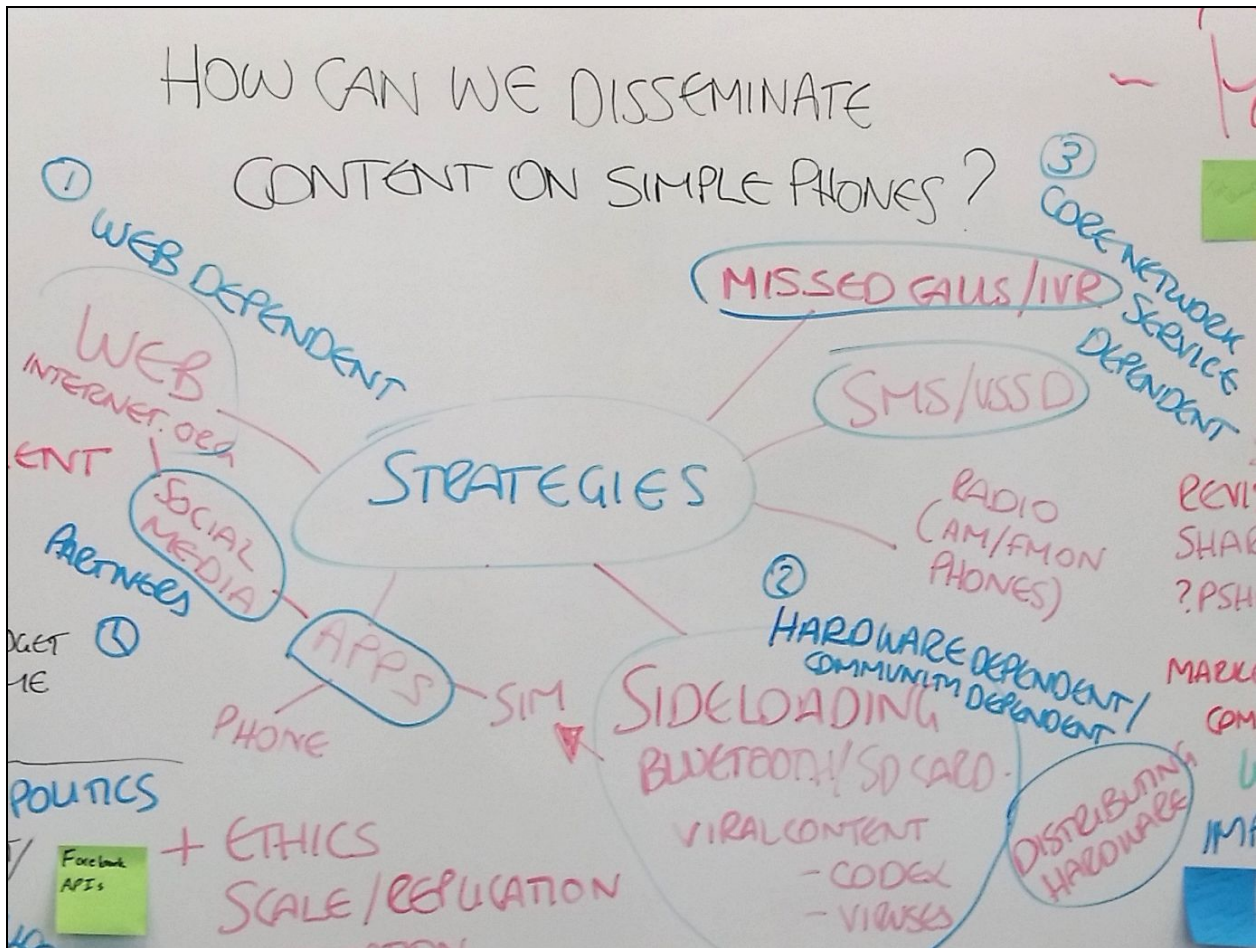 HOW CAN WE DISSEMINATE
CONTENT ON SIMPLE PHONES?
①
WEB DEPENDENT
WEB
INTERNET.ORG
ENT
SOCIAL
MEDIA
PARTNERS
STRATEGIES
APPS
PHONE
SIM
③
CORE NETWORK
SERVICE
DEPENDENT
MISSED CALLS/IVR
SMS/USSD
RADIO
(AM/FM ON
PHONES)
②
HARDWARE DEPENDENT/
COMMUNITY DEPENDENT
SIDELOADING
BLUETOOTH/SD CARD
VIRAL CONTENT
- CODEX
- VIRUSES
DISTRIBUTING
HARDWARE
POLITICS
Facebook
APIs
+ ETHICS
SCALE/REPLICATION